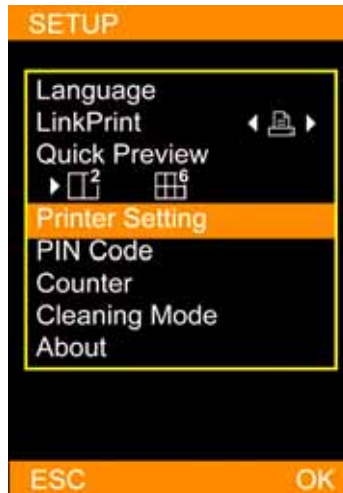 SETUP
Language
LinkPrint
Quick Preview
2 6
Printer Setting
PIN Code
Counter
Cleaning Mode
About
ESC OK